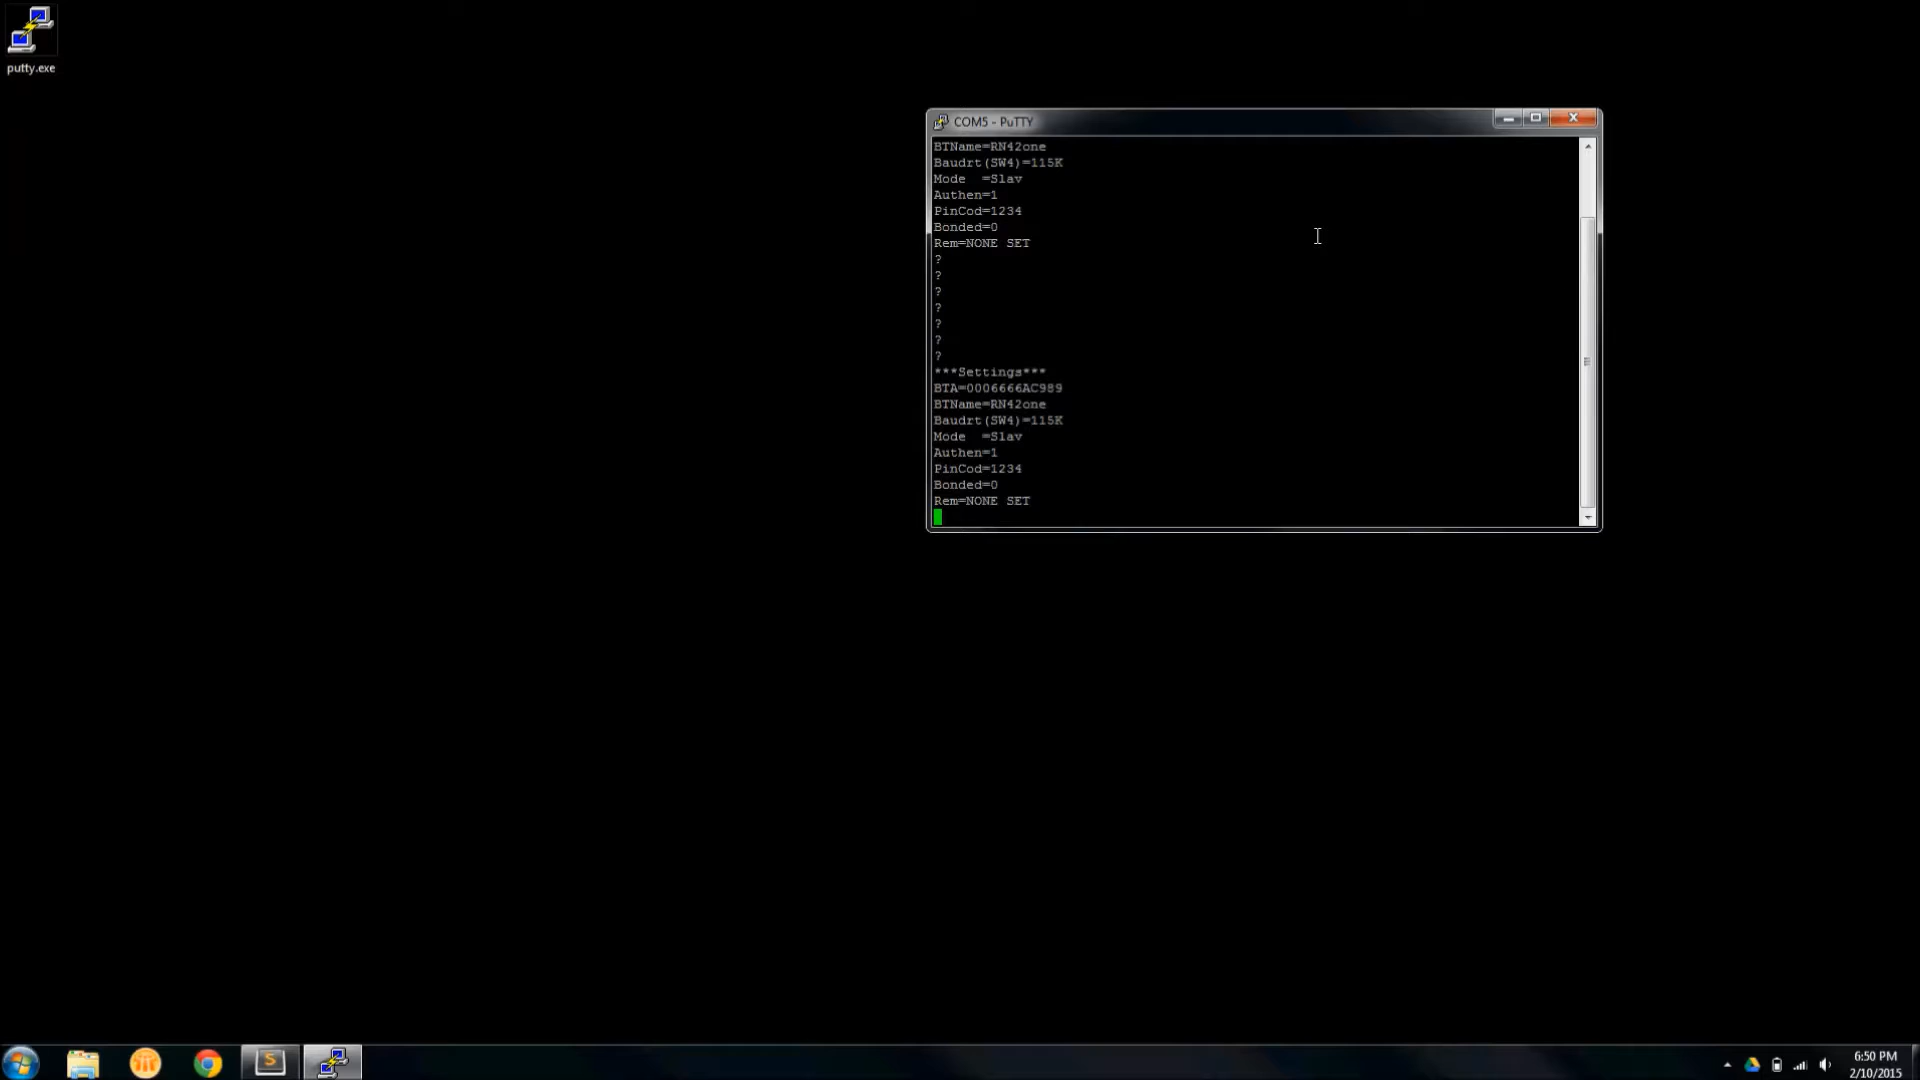 putty.exe
COM5 - PuTTY
BTName=RN42one
Baudrt(SW4)=115K
Mode  =Slav
Authen=1
PinCod=1234
Bonded=0
Rem=NONE SET
?
?
?
?
?
?
?
***Settings***
BTA=0006666AC989
BTName=RN42one
Baudrt(SW4)=115K
Mode  =Slav
Authen=1
PinCod=1234
Bonded=0
Rem=NONE SET
6:50 PM
2/10/2015